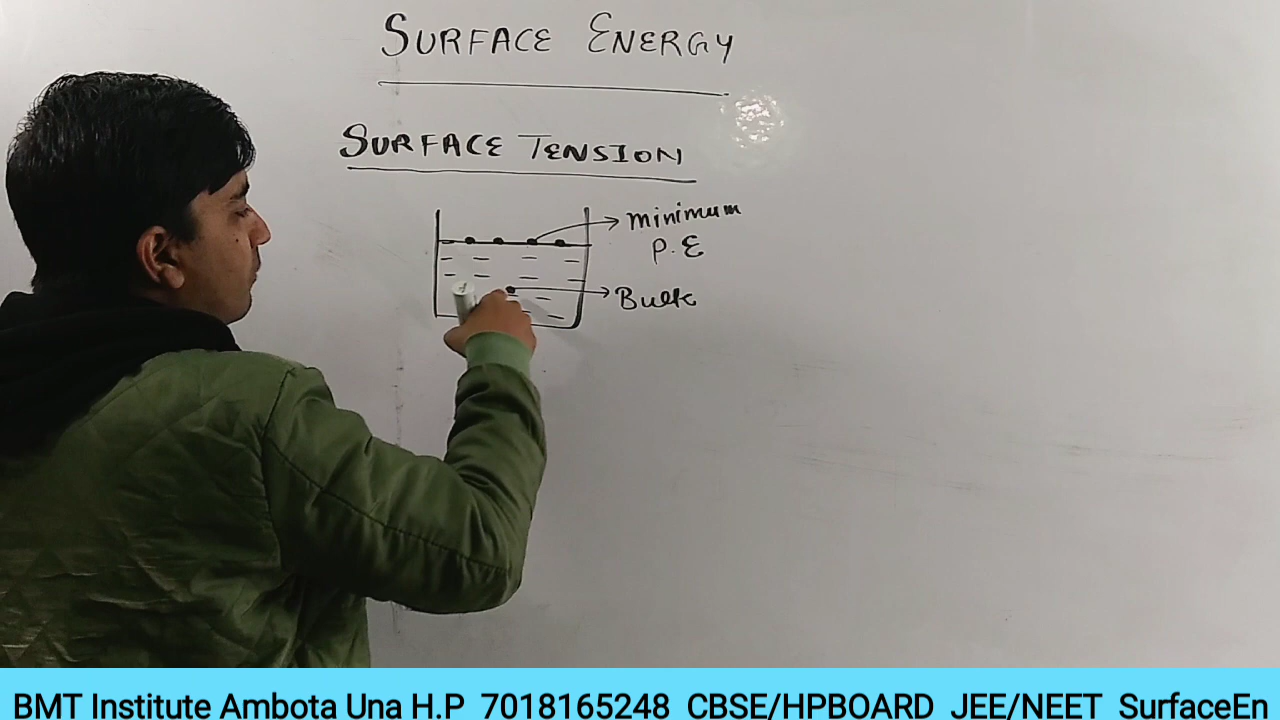 SURFACE ENERGY
SURFACE TENSION
minimum
P.E
Bulk
BMT Institute Ambota Una H.P 7018165248 CBSE/HPBOARD JEE/NEET SurfaceEn